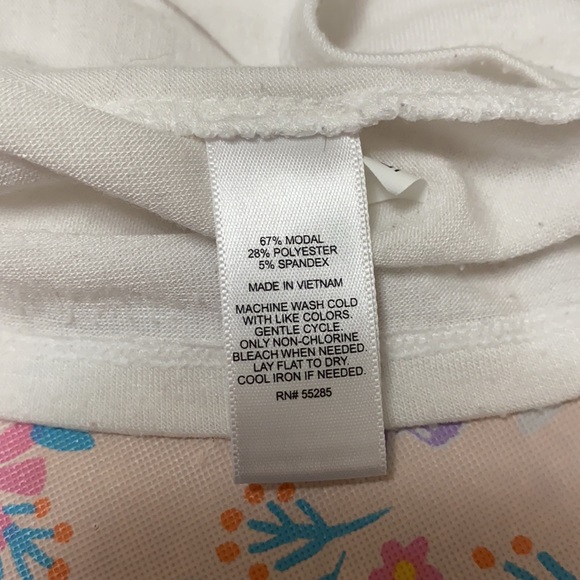 67% MODAL
28% POLYESTER
5% SPANDEX
MADE IN VIETNAM
MACHINE WASH COLD
WITH LIKE COLORS.
GENTLE CYCLE.
ONLY NON-CHLORINE
BLEACH WHEN NEEDED.
LAY FLAT TO DRY.
COOL IRON IF NEEDED.
RN# 55285